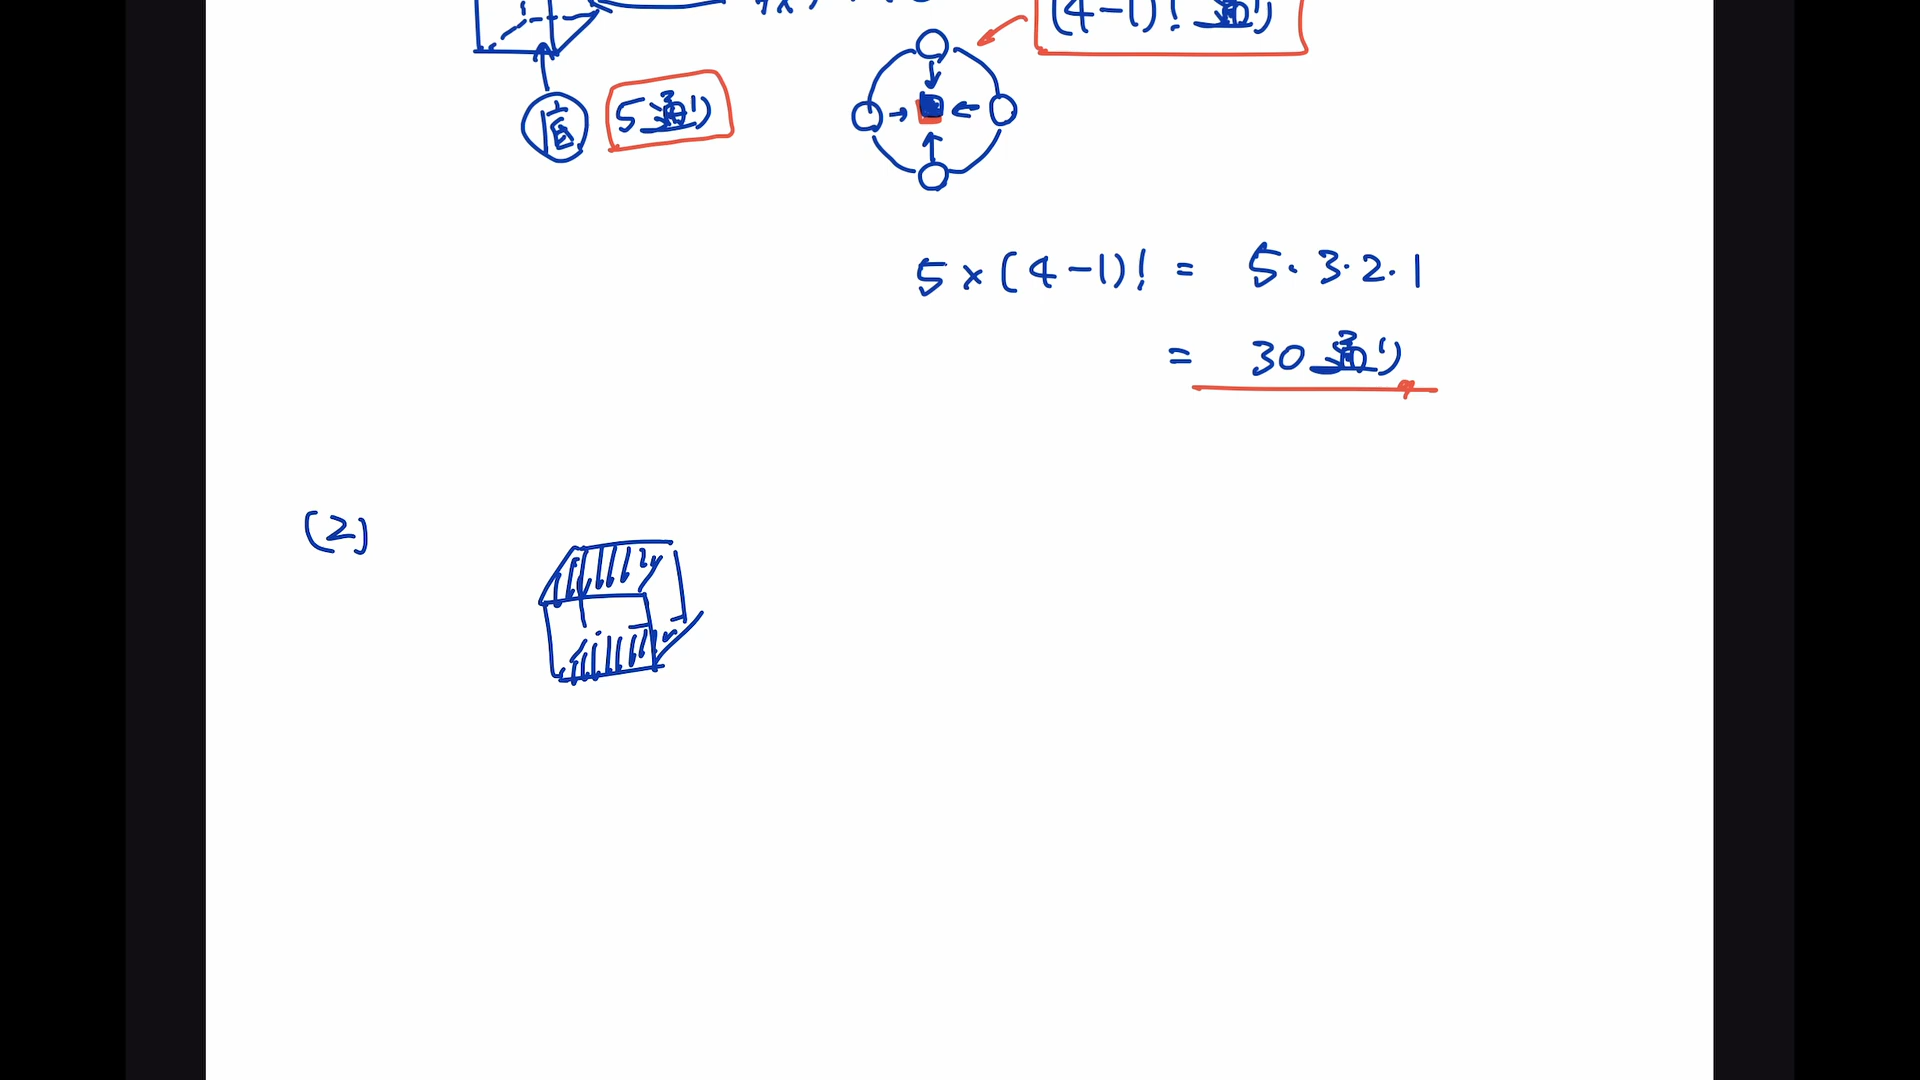 (4-1)! 通り
底 5通り
5×(4-1)! = 5・3・2・1
= 30通り
(2)